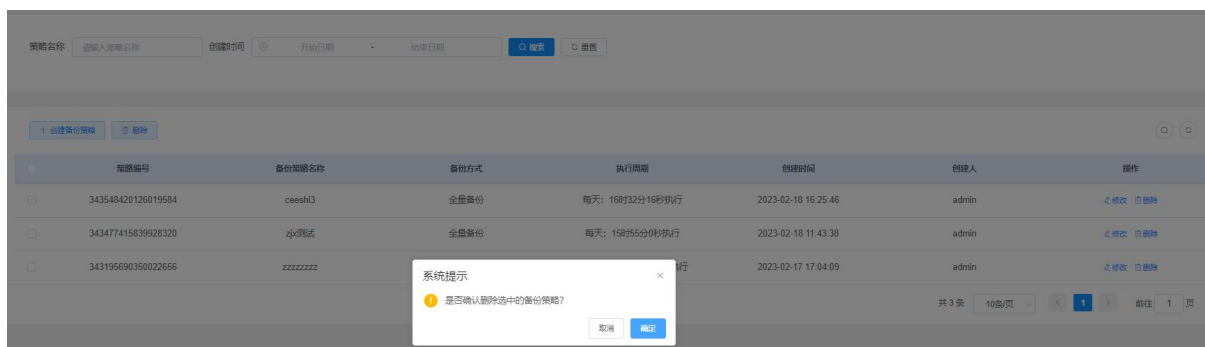 策略名称 请输入策略名称 创建时间 开始日期 - 结束日期 搜索 重置
+ 创建备份策略 删除
策略编号 备份策略名称 备份方式 执行周期 创建时间 创建人 操作
343548420126019584 ceeshi3 全量备份 每天：16时32分16秒执行 2023-02-18 16:25:46 admin 修改 删除
343477415839928320 zjx测试 全量备份 每天：15时55分0秒执行 2023-02-18 11:43:38 admin 修改 删除
343195690350022656 zzzzzzzz 执行 2023-02-17 17:04:09 admin 修改 删除
系统提示
是否确认删除选中的备份策略？
取消 确定
共 3 条 10条/页 1 前往 1 页